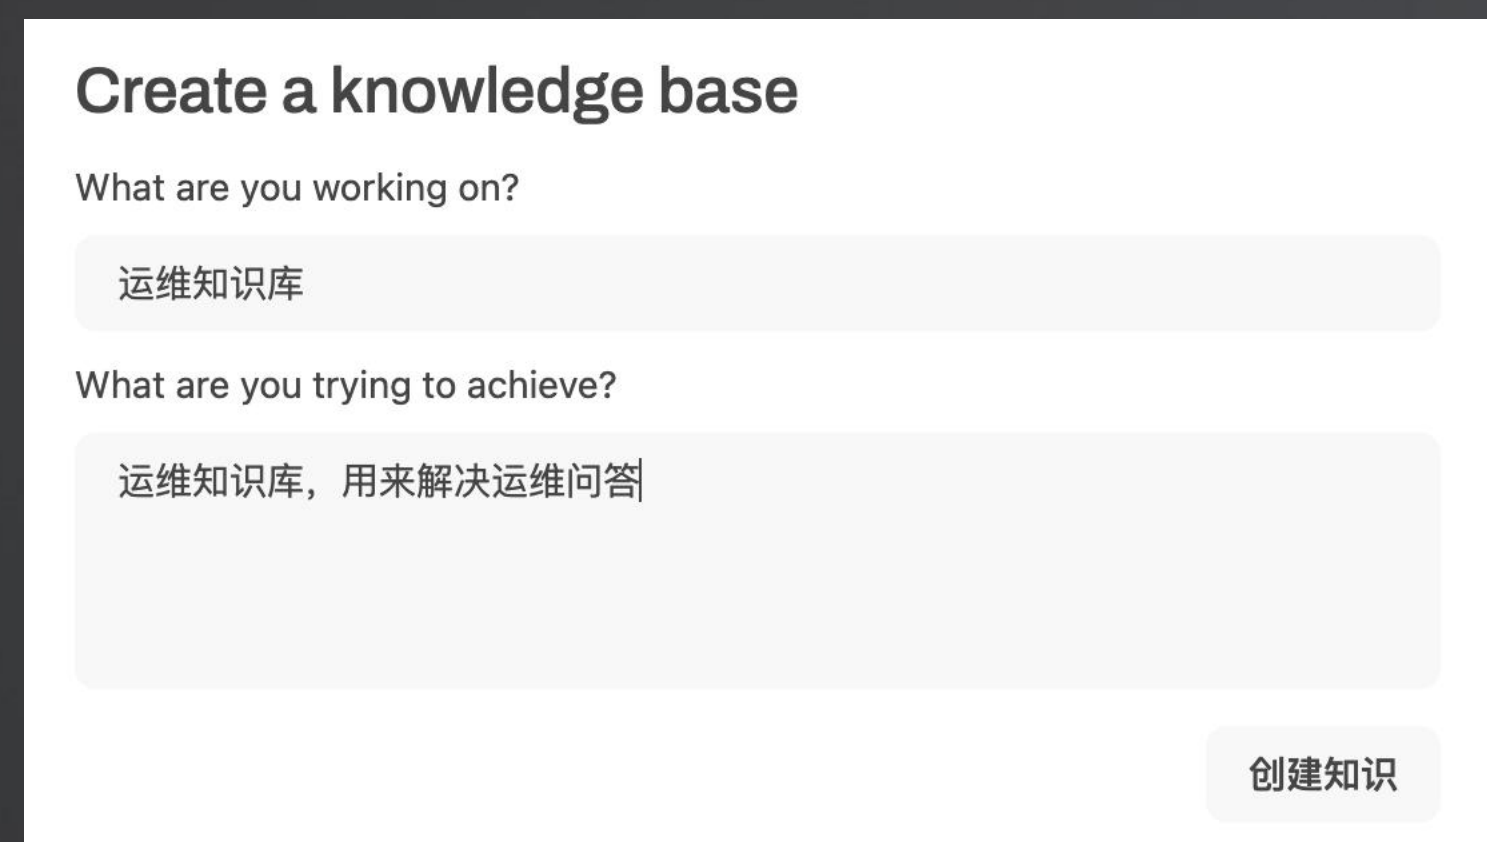 Create a knowledge base
What are you working on?
运维知识库
What are you trying to achieve?
运维知识库，用来解决运维问答
创建知识